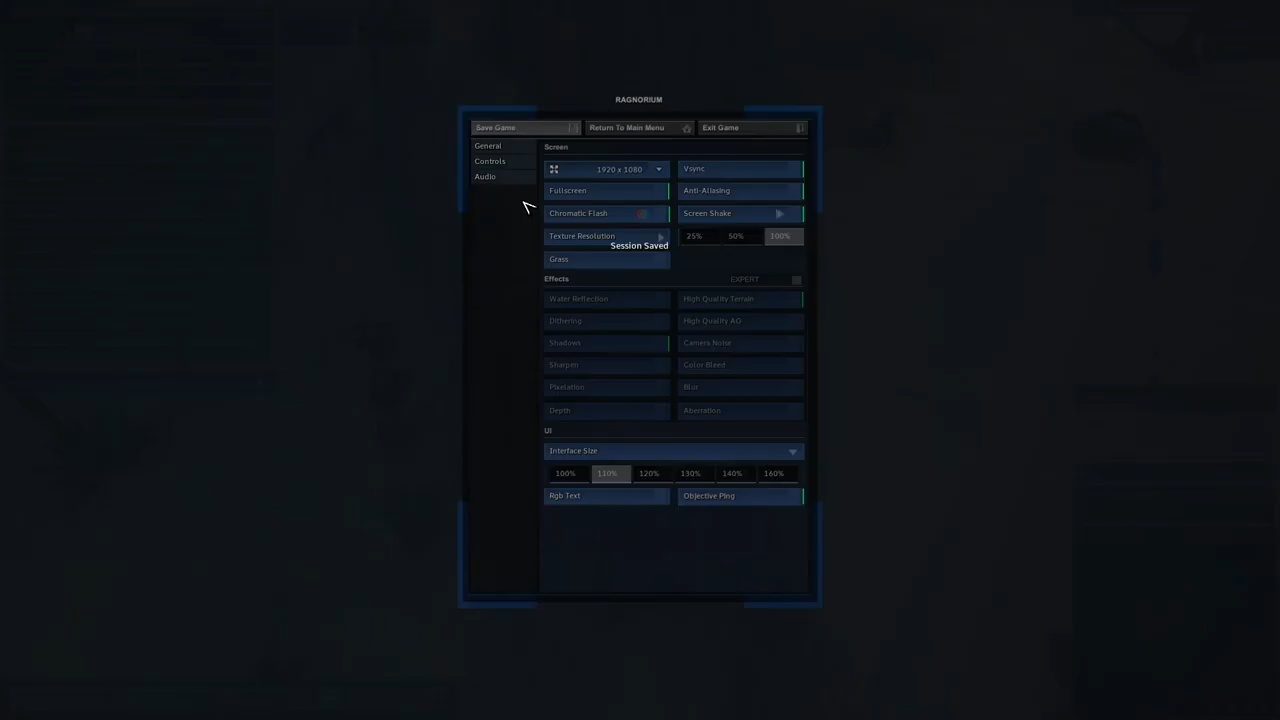 RAGNORIUM
Save Game Return To Main Menu Exit Game
General
Controls
Audio
Screen
1920 x 1080 Vsync
Fullscreen Anti-Aliasing
Chromatic Flash Screen Shake
Texture Resolution 25% 50% 100%
Session Saved
Grass
Effects EXPERT
Water Reflection High Quality Terrain
Dithering High Quality AO
Shadows Camera Noise
Sharpen Color Bleed
Pixelation Blur
Depth Aberration
UI
Interface Size
100% 110% 120% 130% 140% 160%
Rgb Text Objective Ping